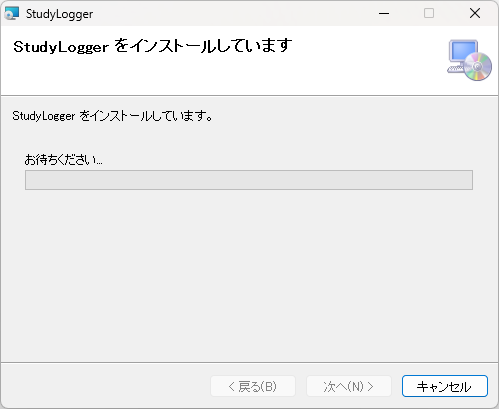 StudyLogger
StudyLogger をインストールしています
StudyLogger をインストールしています。
お待ちください...
< 戻る(B)
次へ(N) >
キャンセル